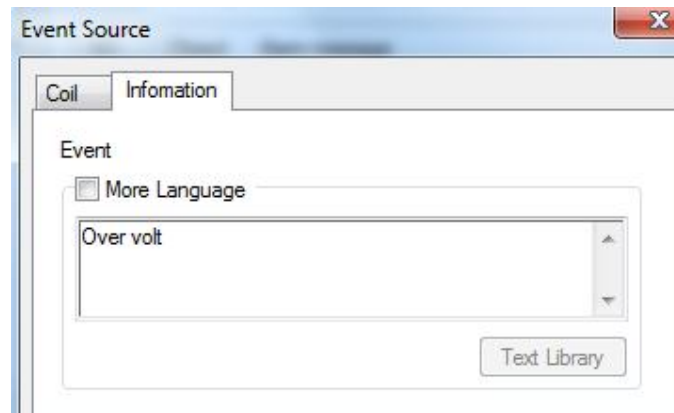 Event Source
Coil
Infomation
Event
More Language
Over volt
Text Library